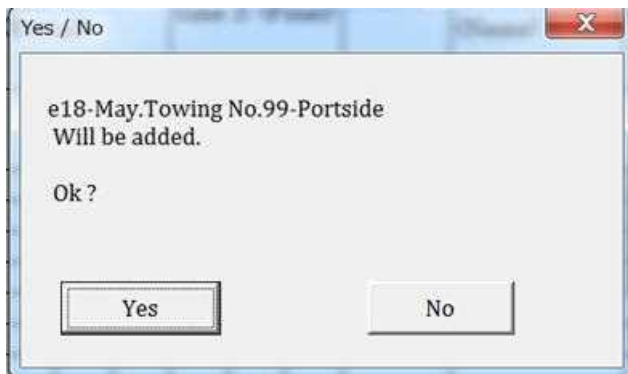 Yes / No
e18-May.Towing No.99-Portside
Will be added.
Ok ?
Yes
No